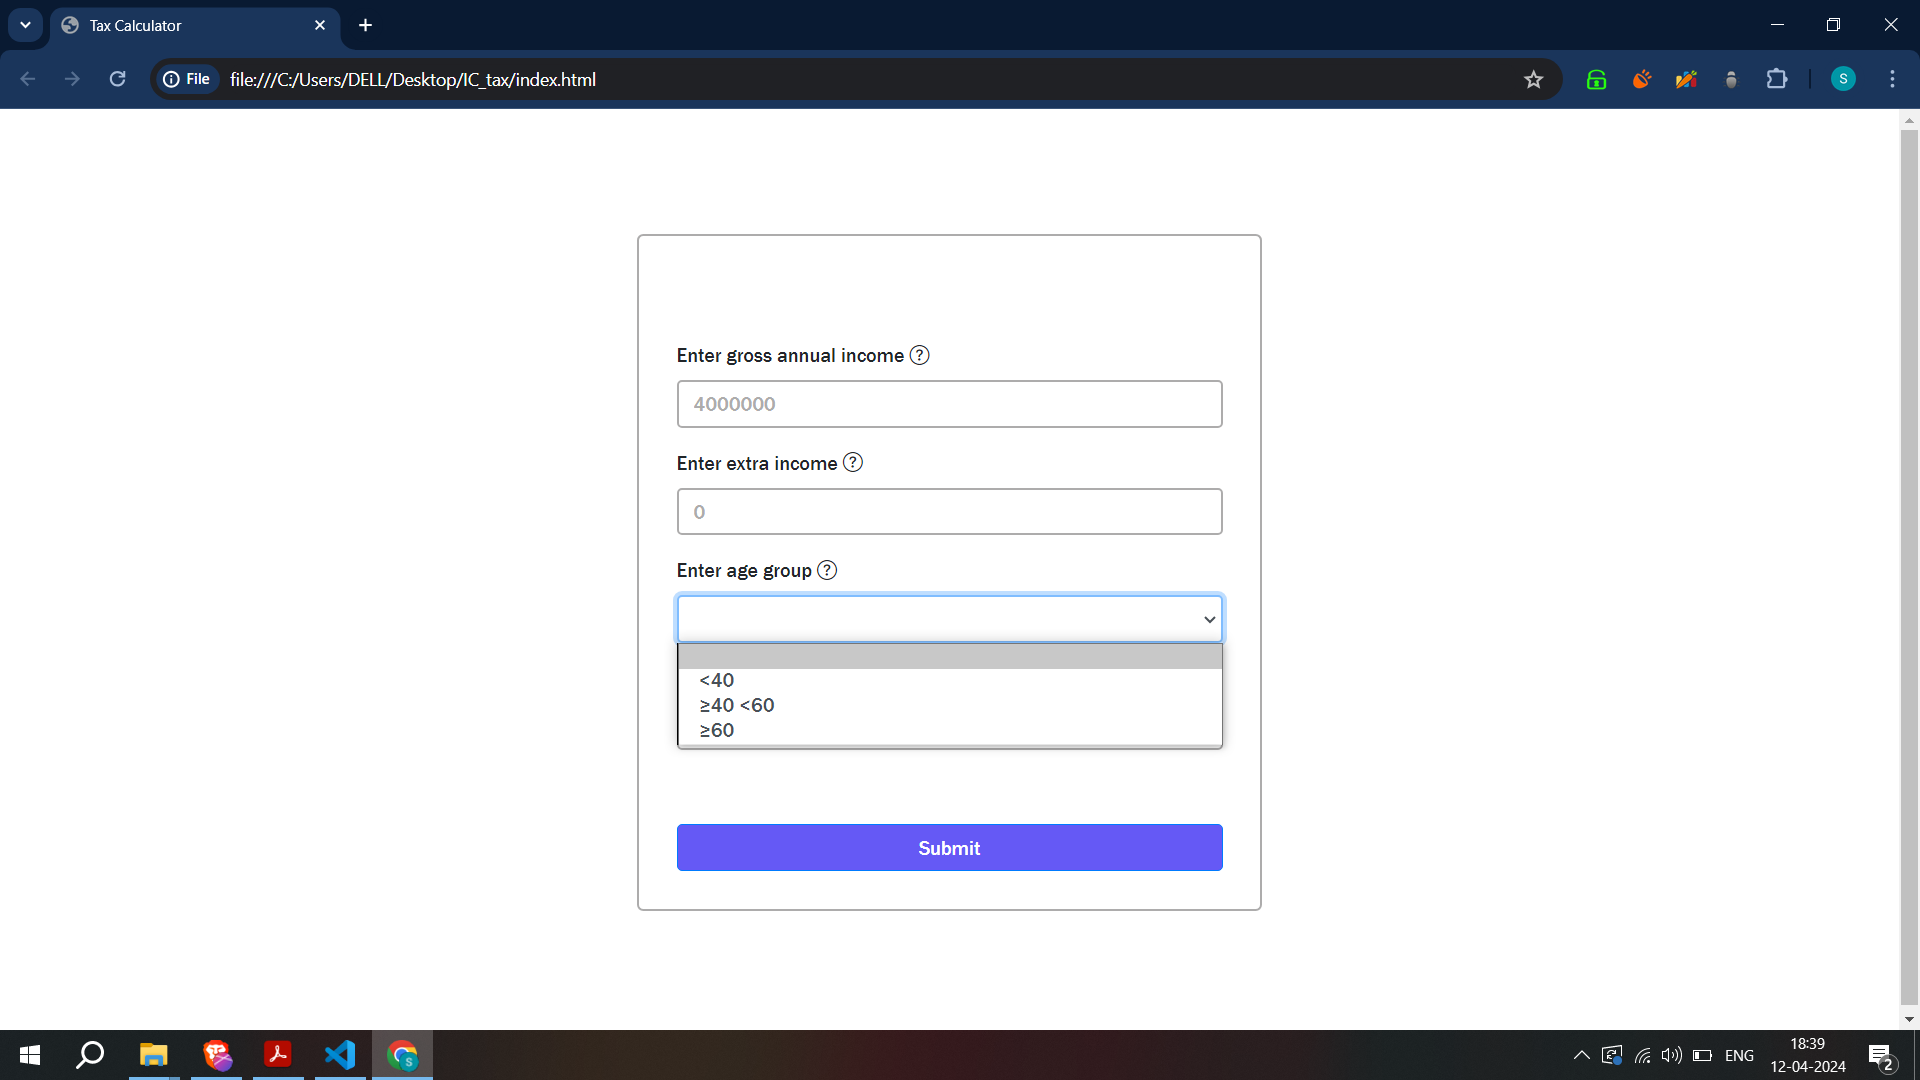 Tax Calculator
File file:///C:/Users/DELL/Desktop/IC_tax/index.html
S
Enter gross annual income ?
4000000
Enter extra income ?
0
Enter age group ?
<40
≥40 <60
≥60
Submit
ENG
18:39
12-04-2024
2